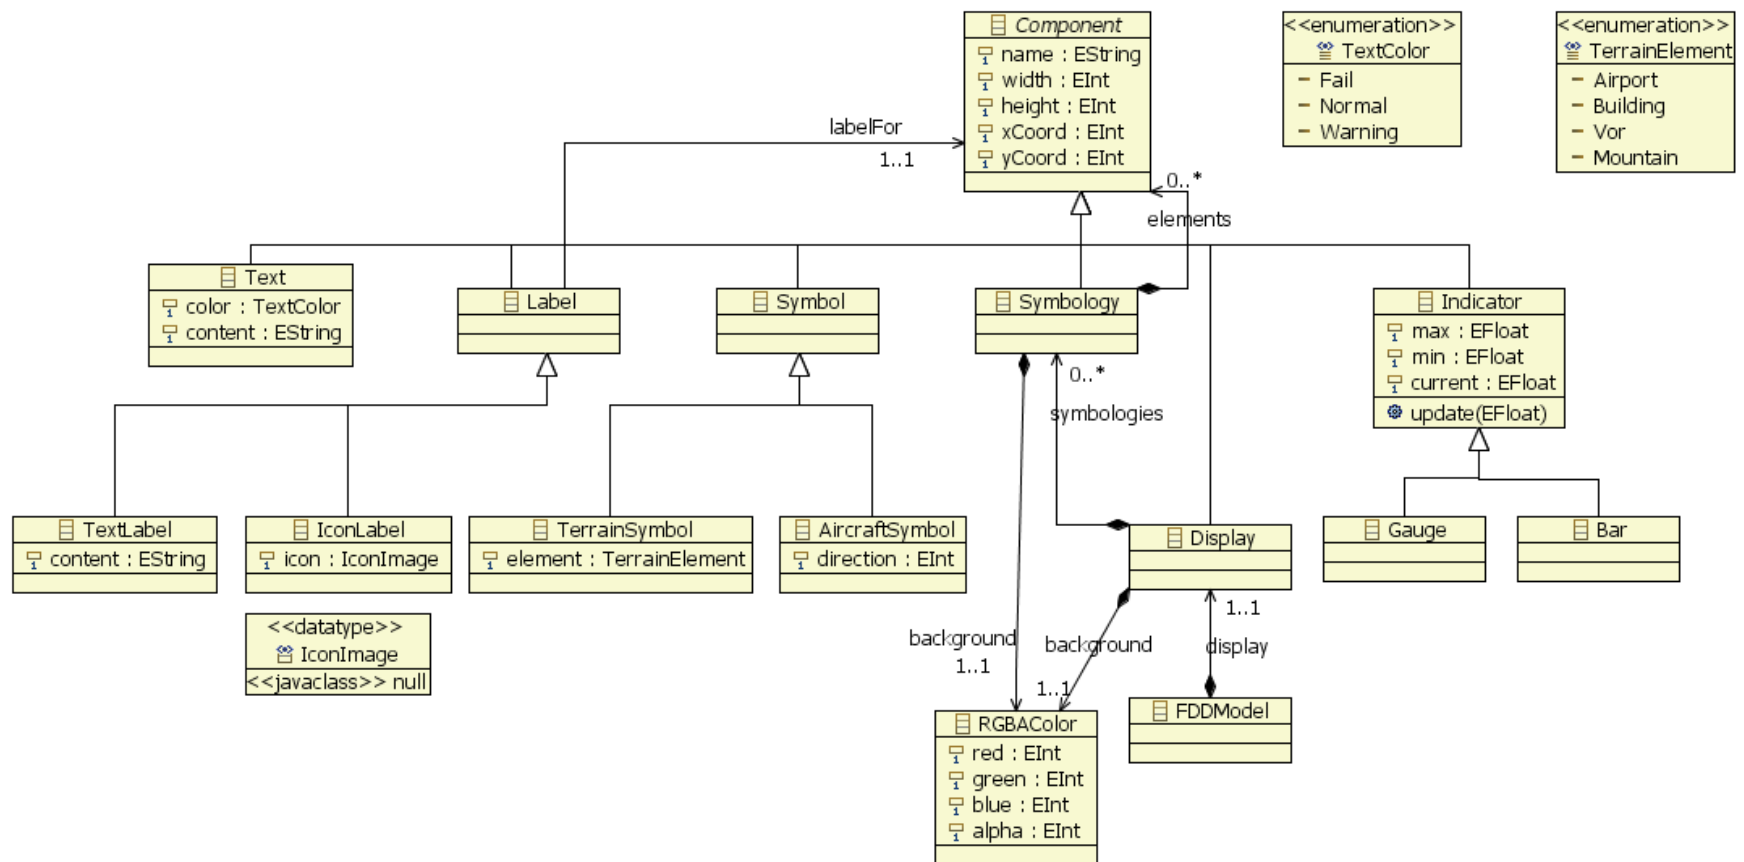 Component
name : EString
width : EInt
height : EInt
xCoord : EInt
yCoord : EInt
<<enumeration>>
TextColor
Fail
Normal
Warning
<<enumeration>>
TerrainElement
Airport
Building
Vor
Mountain
labelFor
1..1
0..*
elements
Text
color : TextColor
content : EString
Label
Symbol
Symbology
Indicator
max : EFloat
min : EFloat
current : EFloat
update(EFloat)
0..*
symbologies
TextLabel
content : EString
IconLabel
icon : IconImage
TerrainSymbol
element : TerrainElement
AircraftSymbol
direction : EInt
Display
Gauge
Bar
<<datatype>>
IconImage
<<javaclass>> null
background
1..1
background
1..1
1..1
display
RGBAColor
red : EInt
green : EInt
blue : EInt
alpha : EInt
FDDModel